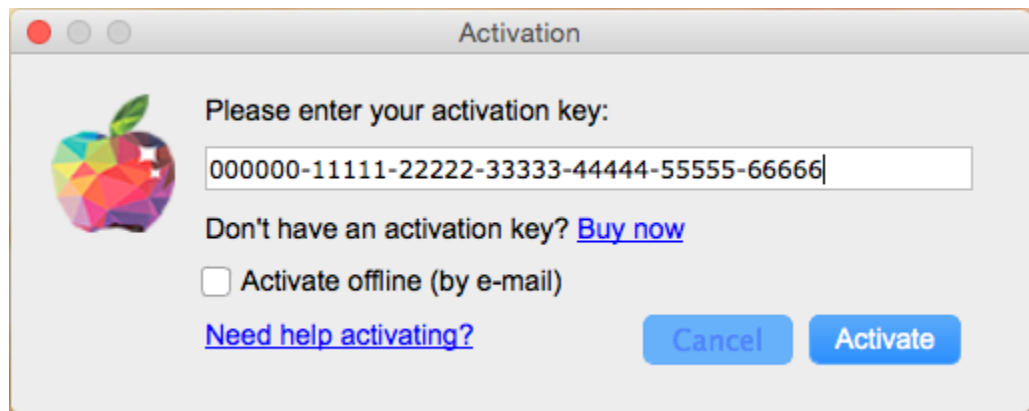 Activation
Please enter your activation key:
000000-11111-22222-33333-44444-55555-66666
Don't have an activation key? Buy now
Activate offline (by e-mail)
Need help activating? Cancel Activate